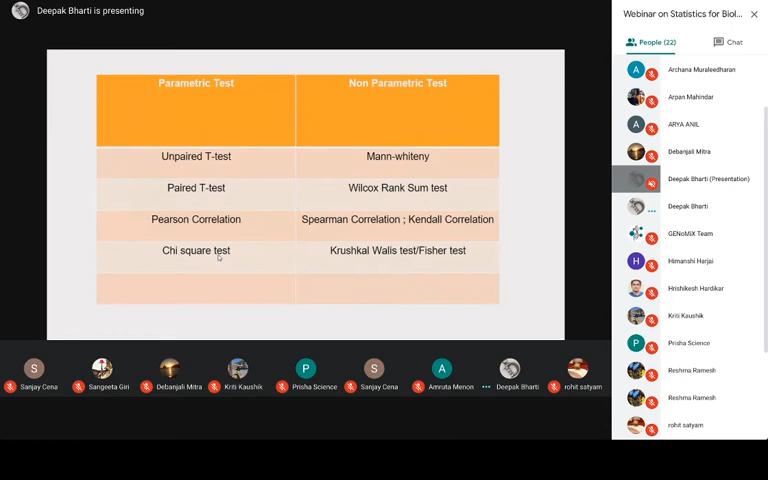 Deepak Bharti is presenting
Parametric Test
Non Parametric Test
Unpaired T-test
Mann-whiteny
Paired T-test
Wilcox Rank Sum test
Pearson Correlation
Spearman Correlation ; Kendall Correlation
Chi square test
Krushkal Walis test/Fisher test
S
P
S
A
Sanjay Cena
Sangeeta Giri
Debanjali Mitra
Kriti Kaushik
Prisha Science
Sanjay Cena
Amruta Menon
Deepak Bharti
rohit satyam
Webinar on Statistics for Biol...
People (22)
Chat
A
Archana Muraleedharan
Arpan Mahindar
A
ARYA ANIL
Debanjali Mitra
Deepak Bharti (Presentation)
Deepak Bharti
GENoMIX Team
H
Himanshi Harjai
Hrishikesh Hardikar
Kriti Kaushik
P
Prisha Science
Reshma Ramesh
Reshma Ramesh
rohit satyam